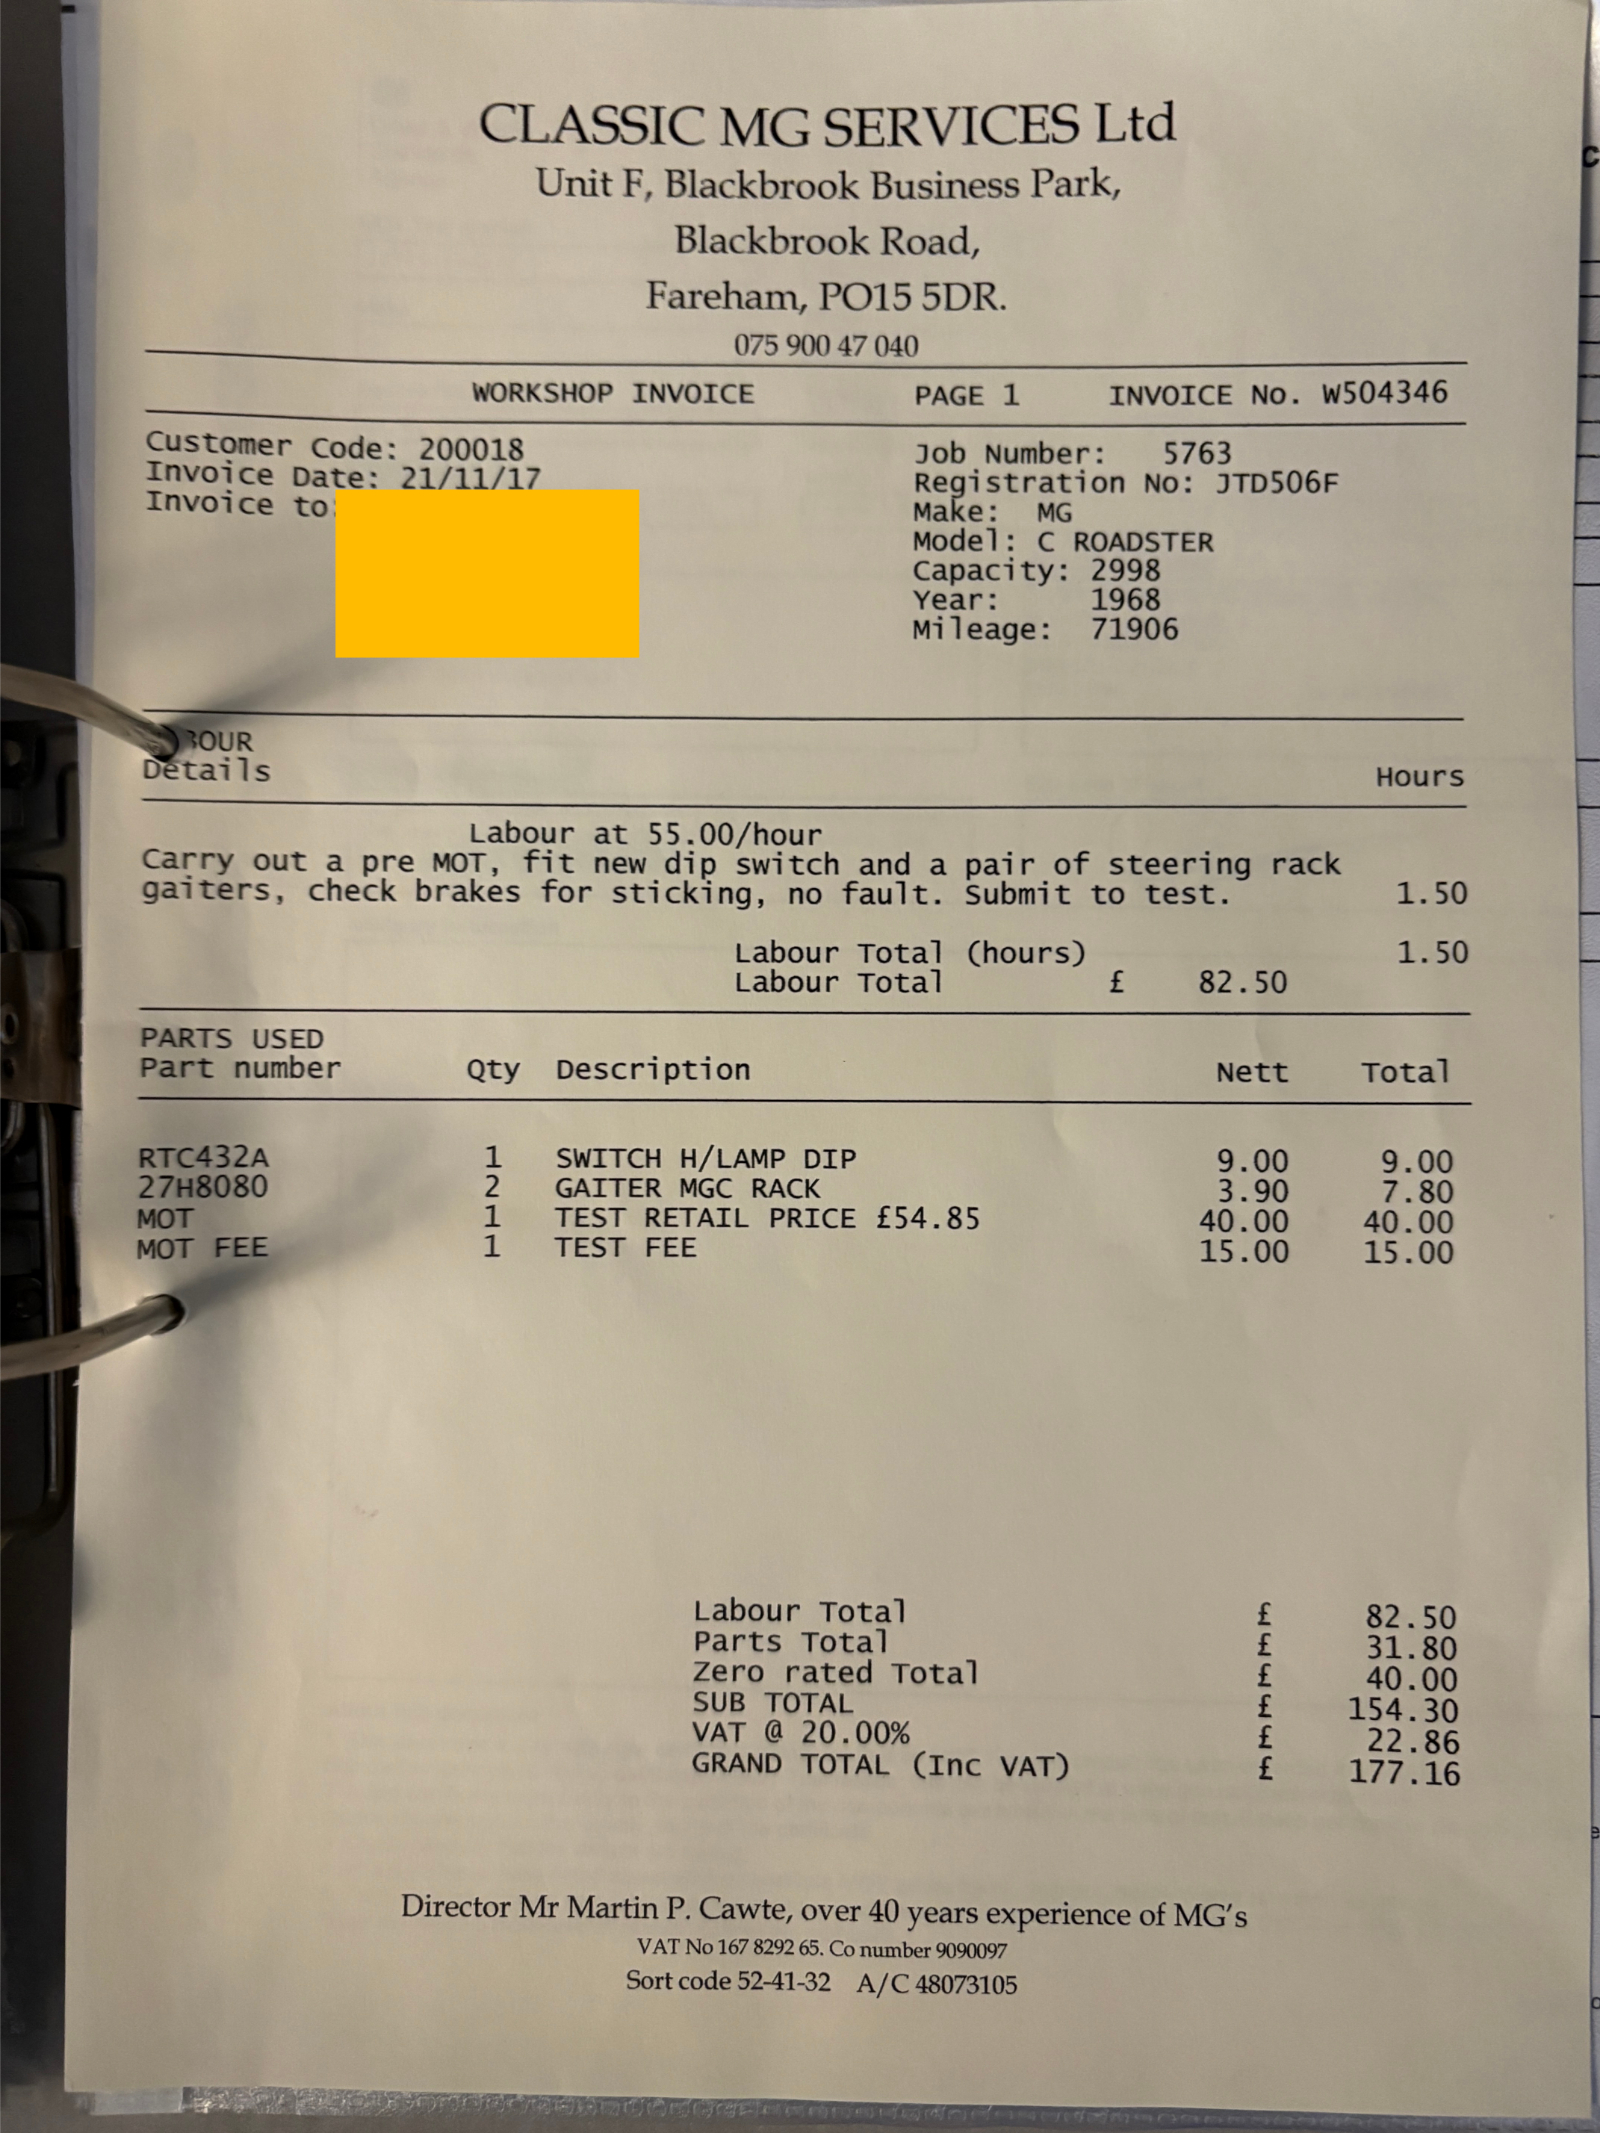 CLASSIC MG SERVICES Ltd
Unit F, Blackbrook Business Park,
Blackbrook Road,
Fareham, PO15 5DR.
075 900 47 040
WORKSHOP INVOICE PAGE 1 INVOICE No. W504346
Customer Code: 200018
Invoice Date: 21/11/17
Invoice to:
Job Number: 5763
Registration No: JTD506F
Make: MG
Model: C ROADSTER
Capacity: 2998
Year: 1968
Mileage: 71906
BOUR
Details Hours
Labour at 55.00/hour
Carry out a pre MOT, fit new dip switch and a pair of steering rack
gaiters, check brakes for sticking, no fault. Submit to test. 1.50
Labour Total (hours) 1.50
Labour Total £ 82.50
PARTS USED
Part number Qty Description Nett Total
RTC432A 1 SWITCH H/LAMP DIP 9.00 9.00
27H8080 2 GAITER MGC RACK 3.90 7.80
MOT 1 TEST RETAIL PRICE £54.85 40.00 40.00
MOT FEE 1 TEST FEE 15.00 15.00
Labour Total £ 82.50
Parts Total £ 31.80
Zero rated Total £ 40.00
SUB TOTAL £ 154.30
VAT @ 20.00% £ 22.86
GRAND TOTAL (Inc VAT) £ 177.16
Director Mr Martin P. Cawte, over 40 years experience of MG's
VAT No 167 8292 65. Co number 9090097
Sort code 52-41-32 A/C 48073105